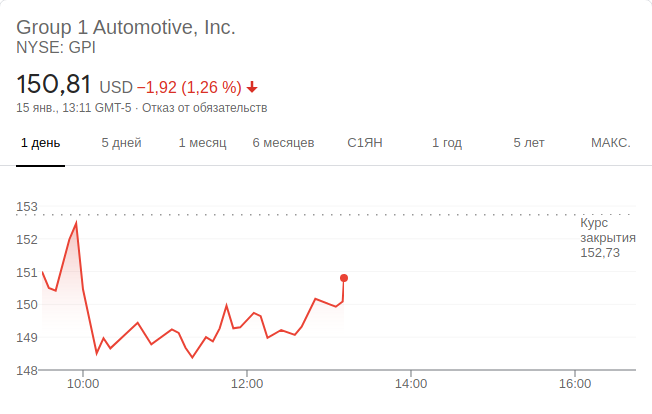 Group 1 Automotive, Inc.
NYSE: GPI
150,81 USD −1,92 (1,26 %)
15 янв., 13:11 GMT-5 · Отказ от обязательств
1 день 5 дней 1 месяц 6 месяцев С1ЯН 1 год 5 лет МАКС.
153
152
151
150
149
148
Курс
закрытия
152,73
10:00 12:00 14:00 16:00